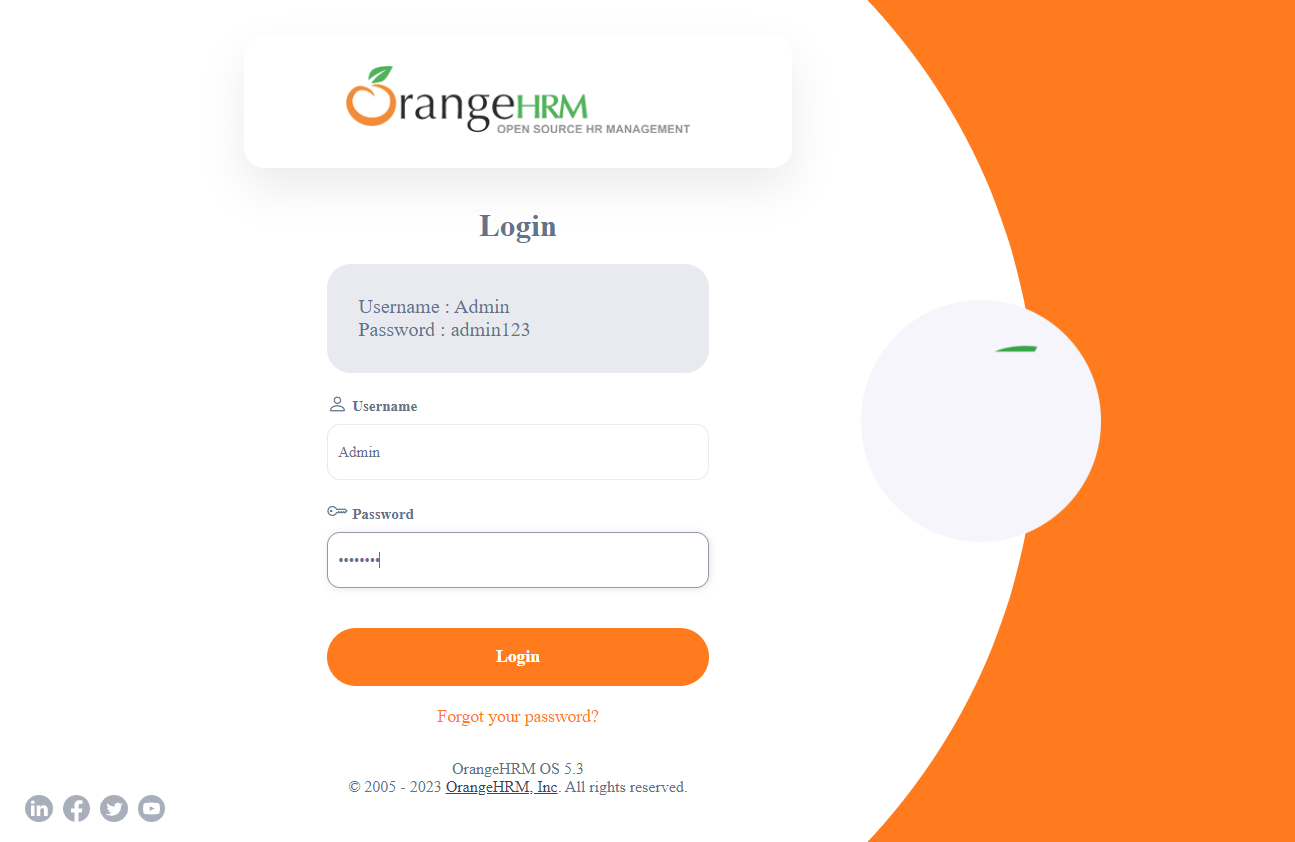 OrangeHRM
OPEN SOURCE HR MANAGEMENT
Login
Username : Admin
Password : admin123
Username
Admin
Password
••••••••
Login
Forgot your password?
OrangeHRM OS 5.3
© 2005 - 2023 OrangeHRM, Inc. All rights reserved.